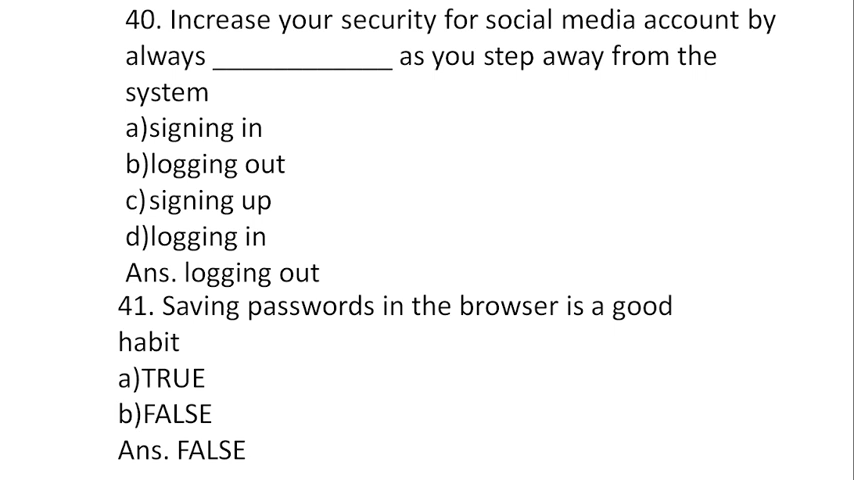 40. Increase your security for social media account by
always _____________ as you step away from the
system
a)signing in
b)logging out
c)signing up
d)logging in
Ans. logging out
41. Saving passwords in the browser is a good
habit
a)TRUE
b)FALSE
Ans. FALSE